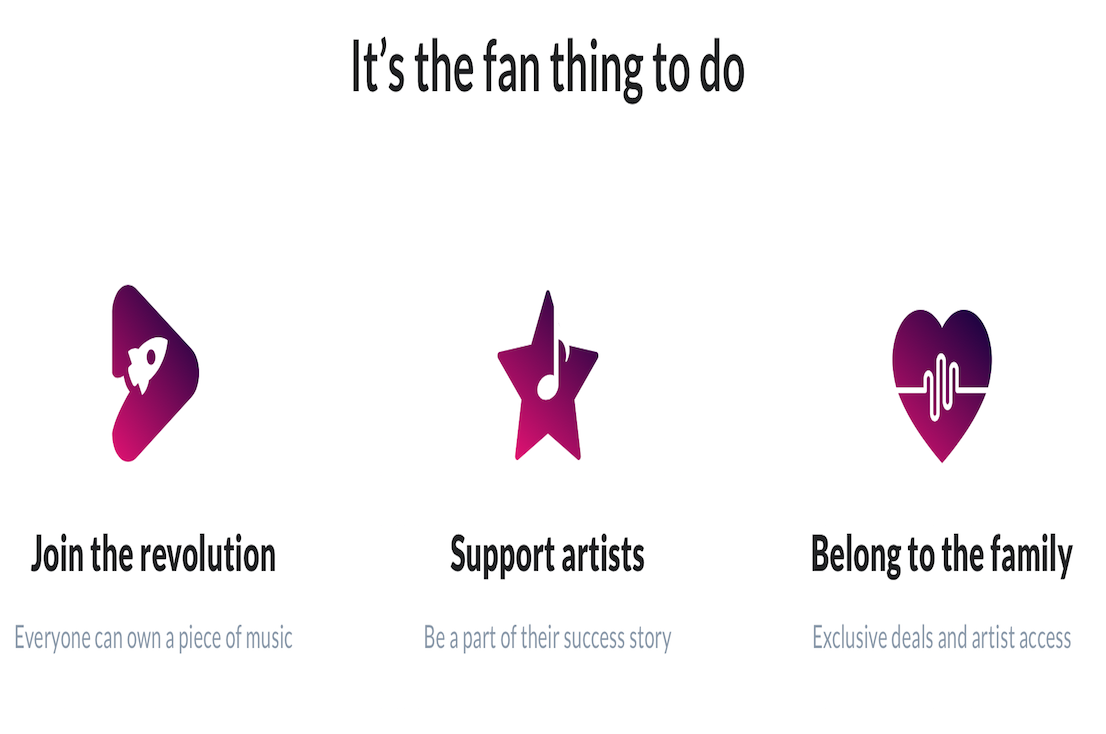 It’s the fan thing to do
Join the revolution
Everyone can own a piece of music
Support artists
Be a part of their success story
Belong to the family
Exclusive deals and artist access